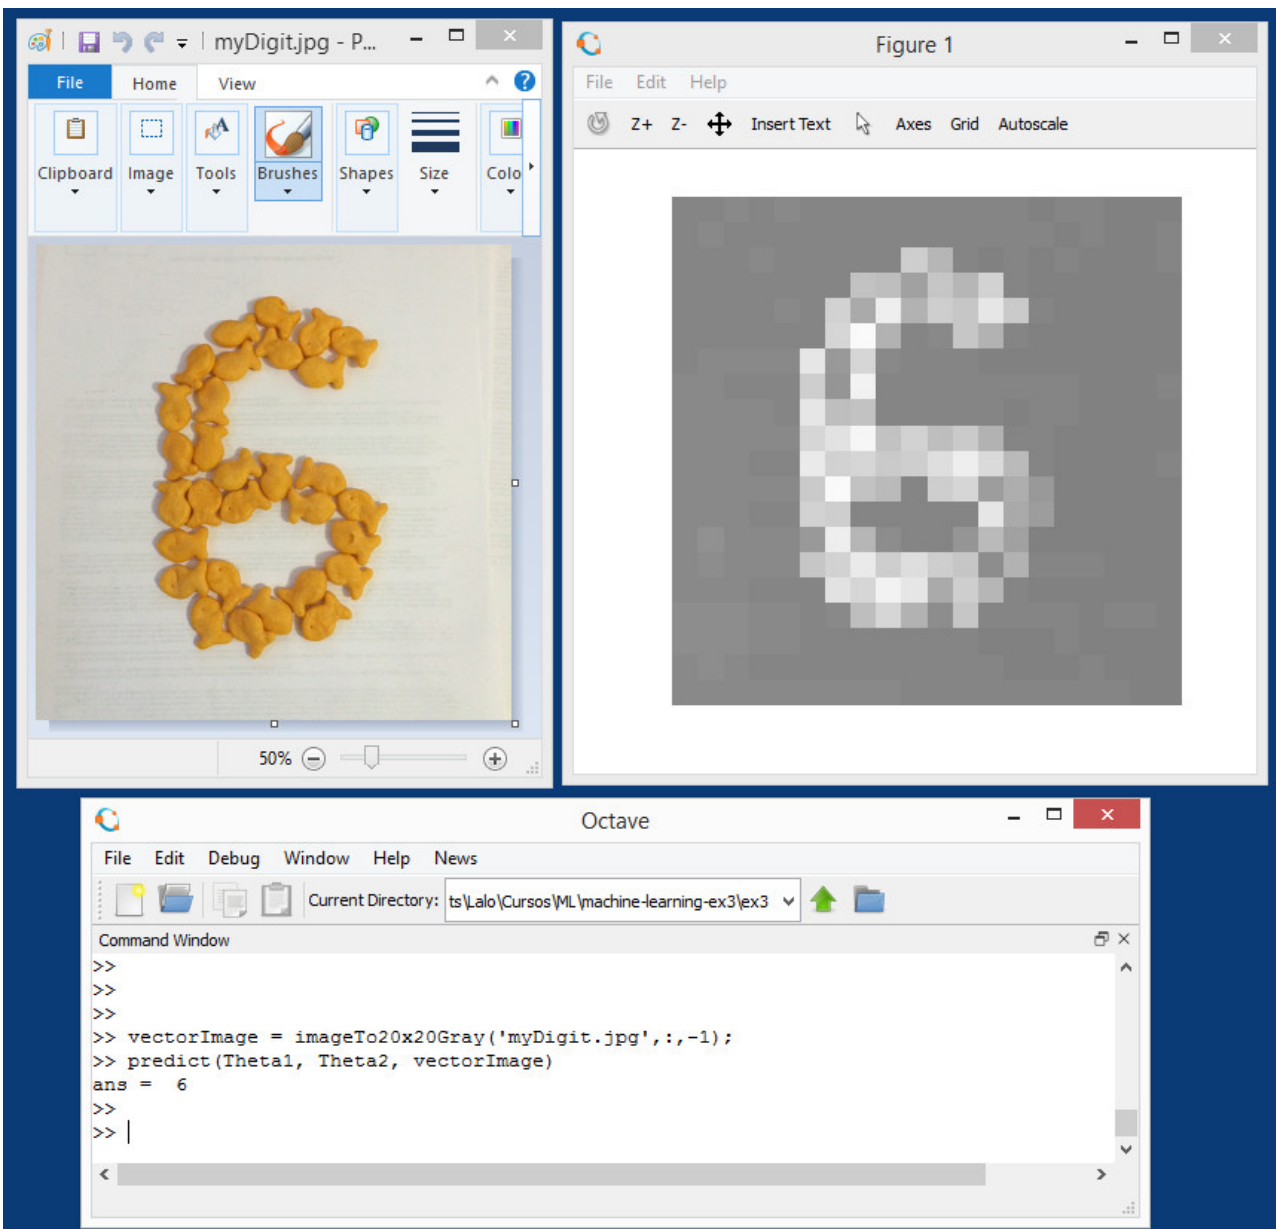 myDigit.jpg - P...
File Home View
Clipboard Image Tools Brushes Shapes Size Colo
50%
Figure 1
File Edit Help
Z+ Z- Insert Text Axes Grid Autoscale
Octave
File Edit Debug Window Help News
Current Directory: ts\Lalo\Cursos\ML\machine-learning-ex3\ex3
Command Window
>>
>>
>>
>> vectorImage = imageTo20x20Gray('myDigit.jpg',:,-1);
>> predict(Theta1, Theta2, vectorImage)
ans =  6
>>
>>